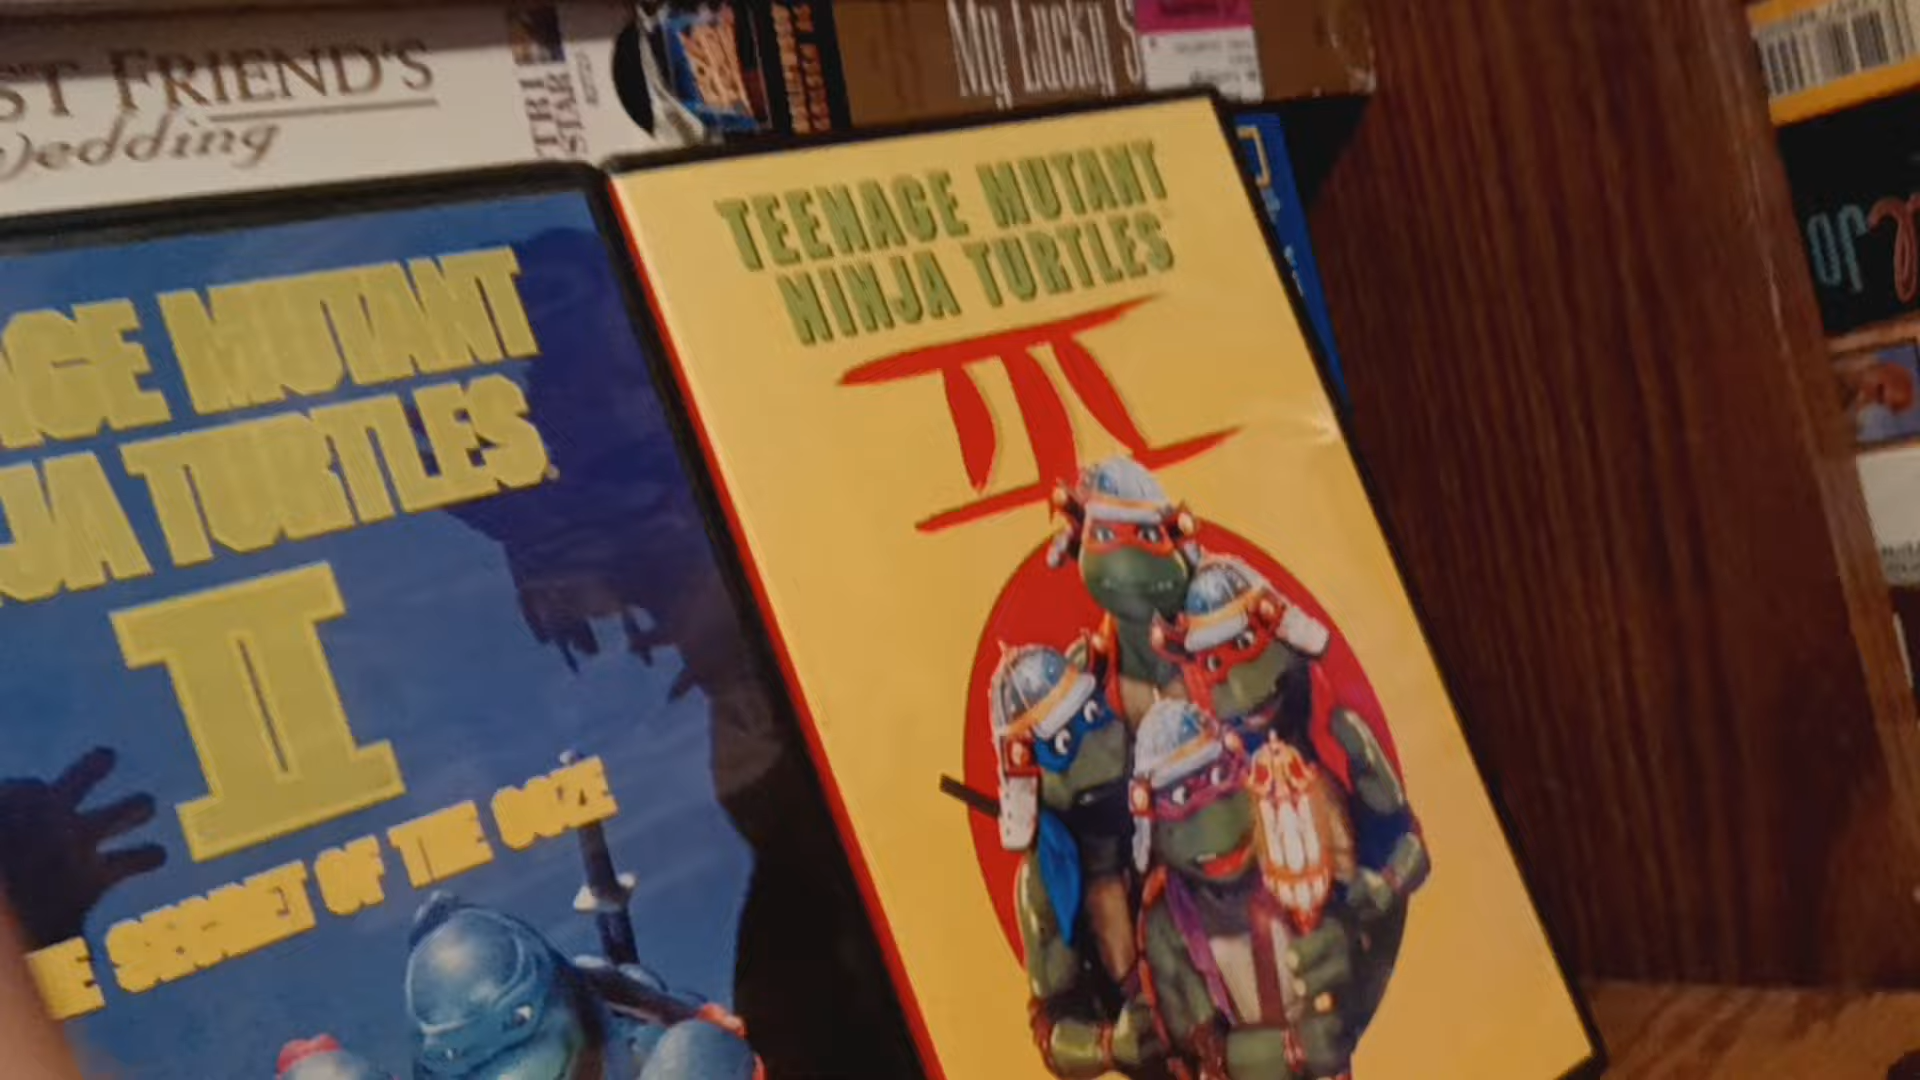 ST FRIEND'S
Wedding
TRI
STAR
My Lucky S
TEENAGE MUTANT
NINJA TURTLES
III
AGE MUTANT
JA TURTLES
II
E SECRET OF THE OOZE